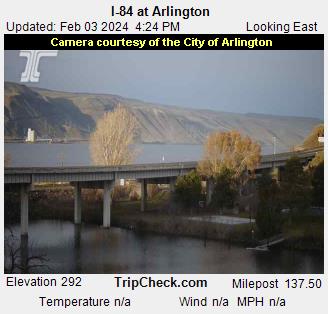 I-84 at Arlington
Updated: Feb 03 2024 4:24 PM Looking East
Camera courtesy of the City of Arlington
Elevation 292 TripCheck.com Milepost 137.50
Temperature n/a Wind n/a MPH n/a